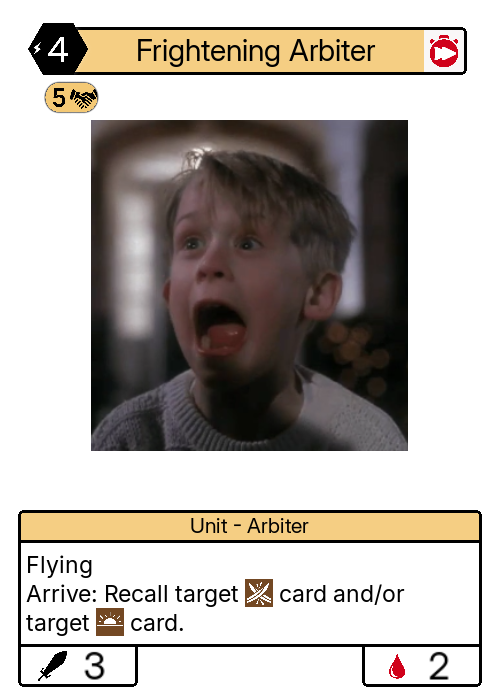 4
Frightening Arbiter
5
Unit - Arbiter
Flying
Arrive: Recall target card and/or
target card.
3
2